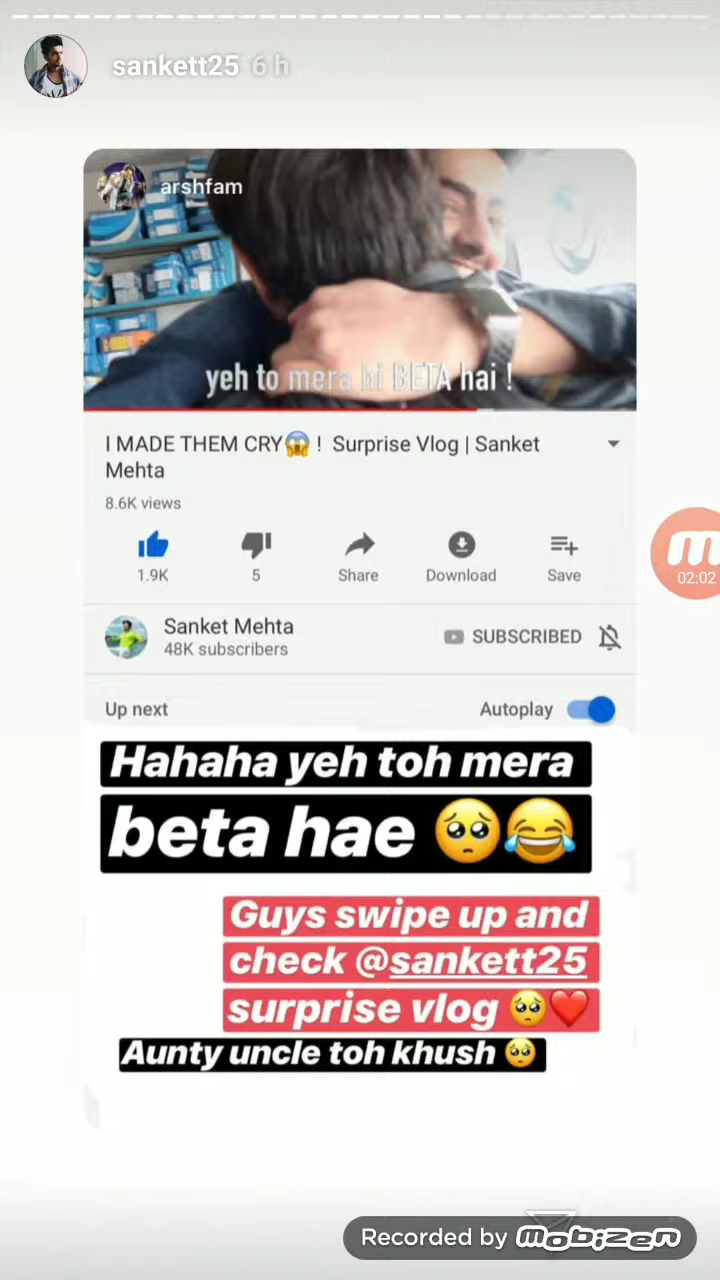 sankett25 6 h
arshfam
yeh to mera hi BETA hai !
I MADE THEM CRY😱 ! Surprise Vlog | Sanket
Mehta
8.6K views
1.9K 5 Share Download Save
Sanket Mehta
48K subscribers
SUBSCRIBED
Up next Autoplay
Hahaha yeh toh mera
beta hae 🥺😂
Guys swipe up and
check @sankett25
surprise vlog 🥺❤️
Aunty uncle toh khush 🥺
02:02
Recorded by mobizen